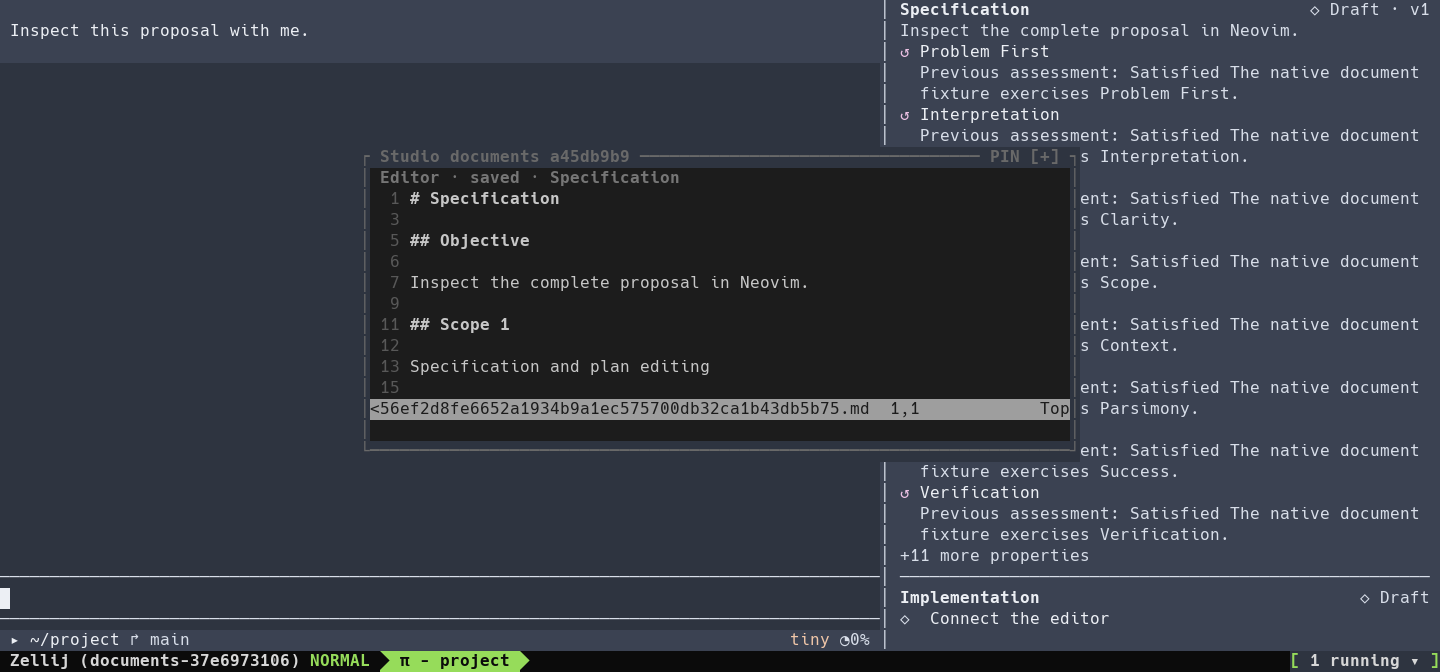 Inspect this proposal with me.
Specification ◇ Draft · v1
Inspect the complete proposal in Neovim.
↺ Problem First
Previous assessment: Satisfied The native document
fixture exercises Problem First.
↺ Interpretation
Previous assessment: Satisfied The native document
s Interpretation.
ent: Satisfied The native document
s Clarity.
ent: Satisfied The native document
s Scope.
ent: Satisfied The native document
s Context.
ent: Satisfied The native document
s Parsimony.
ent: Satisfied The native document
fixture exercises Success.
↺ Verification
Previous assessment: Satisfied The native document
fixture exercises Verification.
+11 more properties
Implementation ◇ Draft
◇ Connect the editor
Studio documents a45db9b9 PIN [+]
Editor · saved · Specification
1 # Specification
3
5 ## Objective
6
7 Inspect the complete proposal in Neovim.
9
11 ## Scope 1
12
13 Specification and plan editing
15
<56ef2d8fe6652a1934b9a1ec575700db32ca1b43db5b75.md 1,1 Top
▸ ~/project ↱ main tiny ◔0%
Zellij (documents-37e6973106) NORMAL π - project [ 1 running ▾ ]